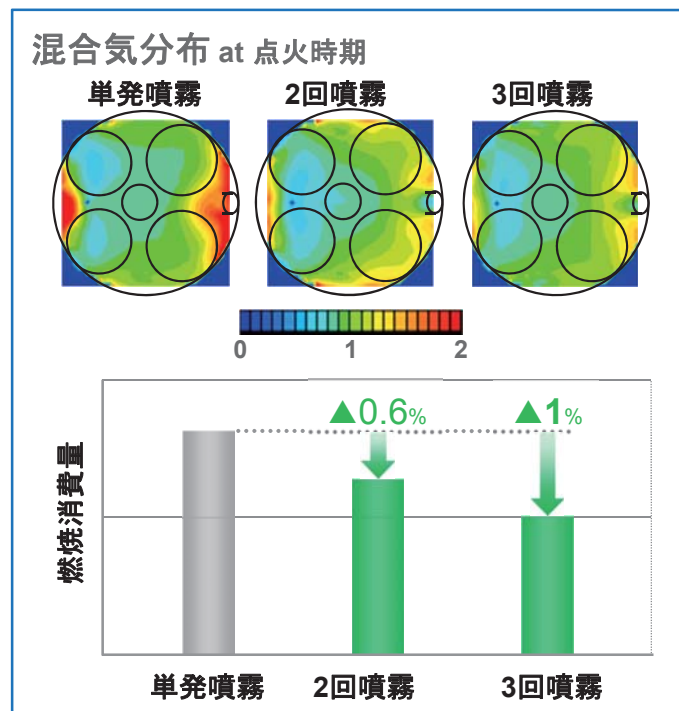 混合気分布 at 点火時期
単発噴霧 2回噴霧 3回噴霧
0 1 2
▲0.6% ▲1%
燃焼消費量
単発噴霧 2回噴霧 3回噴霧